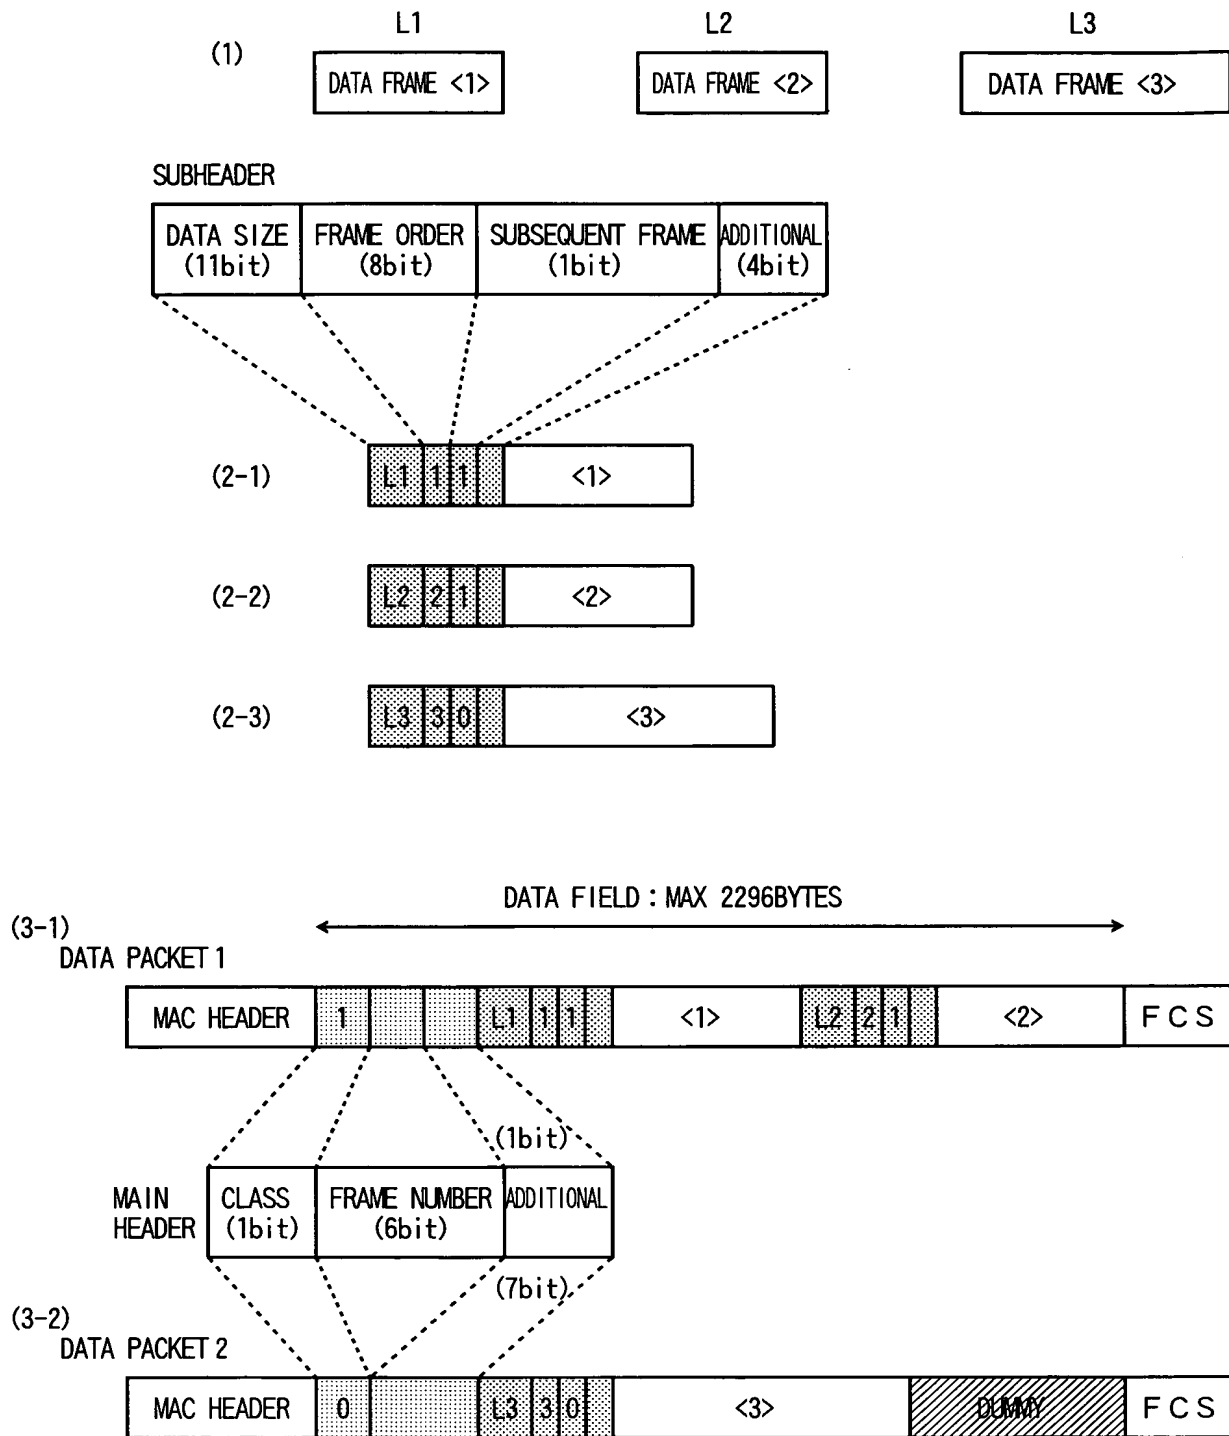 L1 L2 L3
(1)
DATA FRAME <1> DATA FRAME <2> DATA FRAME <3>
SUBHEADER
DATA SIZE FRAME ORDER SUBSEQUENT FRAME ADDITIONAL
(11bit) (8bit) (1bit) (4bit)
(2-1) L1 1 1 <1>
(2-2) L2 2 1 <2>
(2-3) L3 3 0 <3>
DATA FIELD : MAX 2296BYTES
(3-1)
DATA PACKET 1
MAC HEADER 1 L1 1 1 <1> L2 2 1 <2> FCS
(1bit)
MAIN HEADER
CLASS FRAME NUMBER ADDITIONAL
(1bit) (6bit)
(7bit)
(3-2)
DATA PACKET 2
MAC HEADER 0 L3 3 0 <3> DUMMY FCS